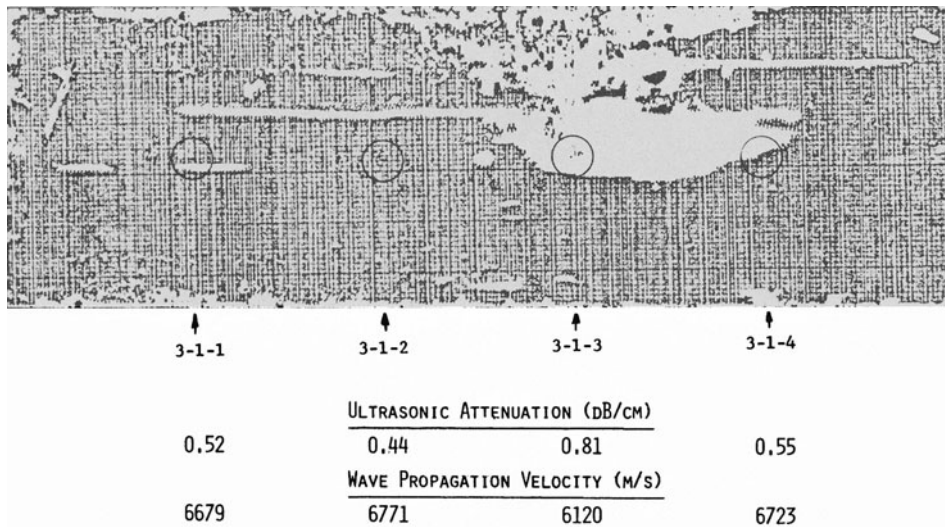 3-1-1 3-1-2 3-1-3 3-1-4
ULTRASONIC ATTENUATION (DB/CM)
0.52 0.44 0.81 0.55
WAVE PROPAGATION VELOCITY (M/S)
6679 6771 6120 6723